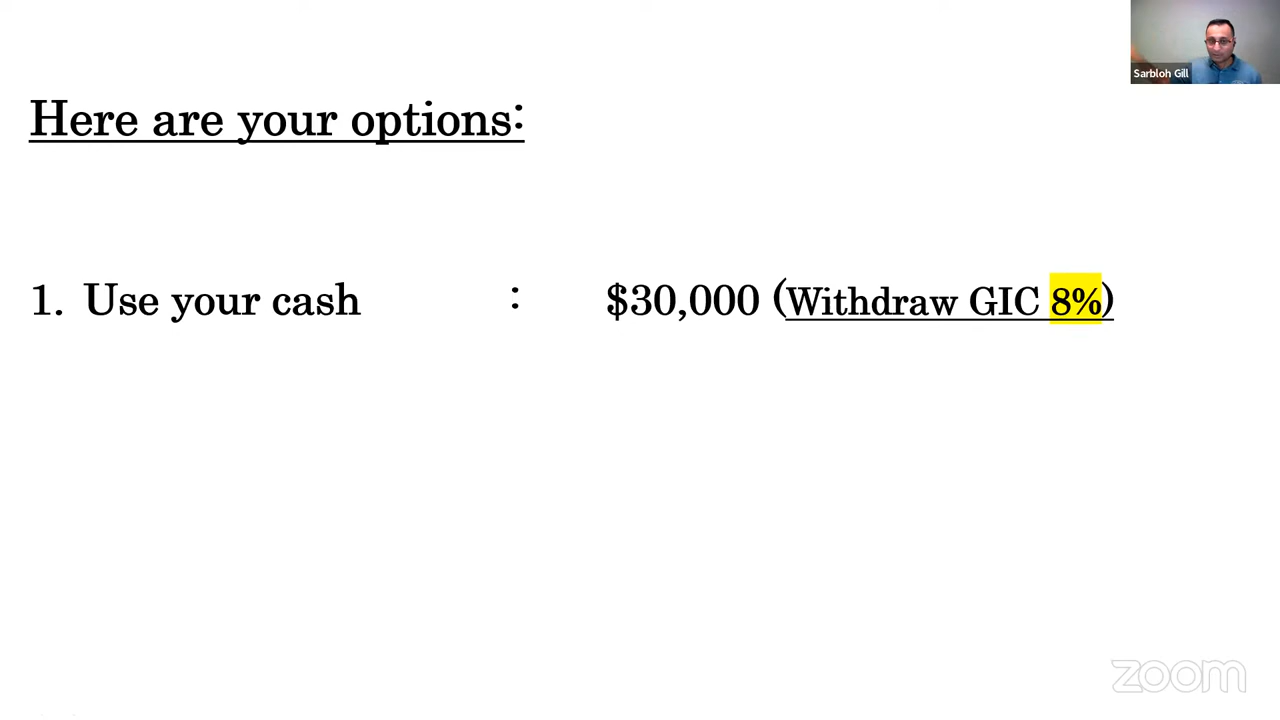 Sarbloh Gill
Here are your options:
1. Use your cash : $30,000 (Withdraw GIC 8%)
zoom